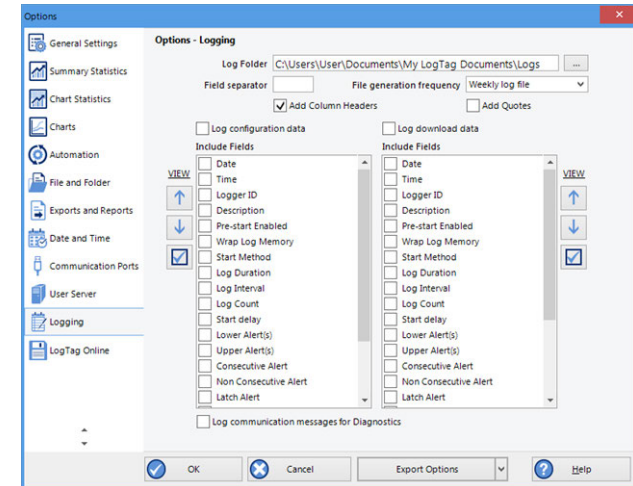 Options
General Settings
Summary Statistics
Chart Statistics
Charts
Automation
File and Folder
Exports and Reports
Date and Time
Communication Ports
User Server
Logging
LogTag Online
Options - Logging
Log Folder C:\Users\User\Documents\My LogTag Documents\Logs ...
Field separator File generation frequency Weekly log file
Add Column Headers Add Quotes
Log configuration data
Include Fields
VIEW
Date
Time
Logger ID
Description
Pre-start Enabled
Wrap Log Memory
Start Method
Log Duration
Log Interval
Log Count
Start delay
Lower Alert(s)
Upper Alert(s)
Consecutive Alert
Non Consecutive Alert
Latch Alert
Log download data
Include Fields
Date
Time
Logger ID
Description
Pre-start Enabled
Wrap Log Memory
Start Method
Log Duration
Log Interval
Log Count
Start delay
Lower Alert(s)
Upper Alert(s)
Consecutive Alert
Non Consecutive Alert
Latch Alert
VIEW
Log communication messages for Diagnostics
OK Cancel Export Options Help